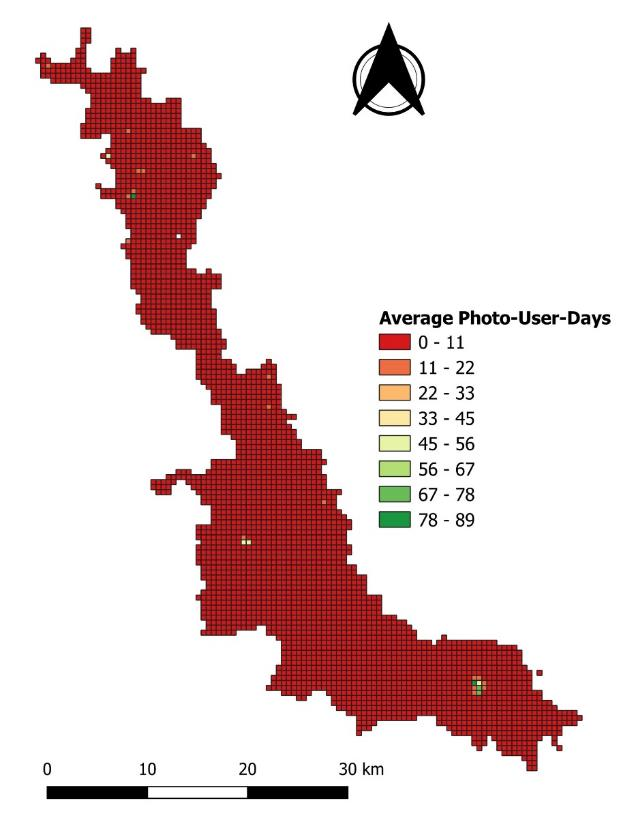 Average Photo-User-Days
0 - 11
11 - 22
22 - 33
33 - 45
45 - 56
56 - 67
67 - 78
78 - 89
0 10 20 30 km